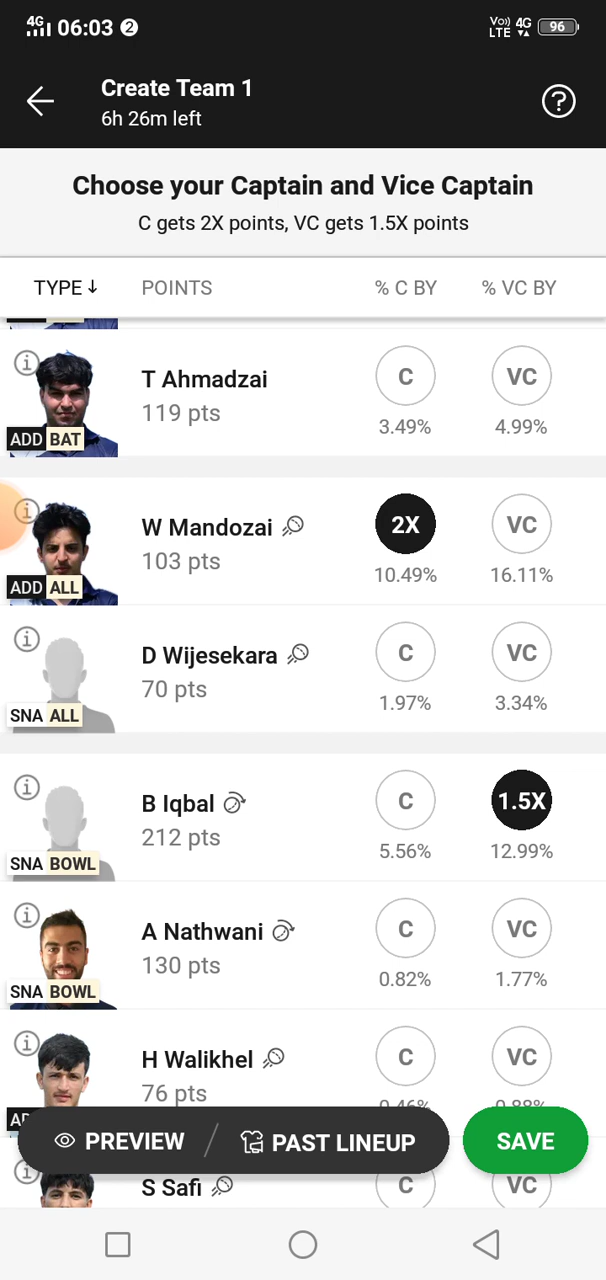 4G 06:03 2 Vo)) LTE 4G 96
Create Team 1
6h 26m left
?
Choose your Captain and Vice Captain
C gets 2X points, VC gets 1.5X points
TYPE↓ POINTS % C BY % VC BY
i T Ahmadzai C VC
119 pts 3.49% 4.99%
ADD BAT
i W Mandozai 2X VC
103 pts 10.49% 16.11%
ADD ALL
i D Wijesekara C VC
70 pts 1.97% 3.34%
SNA ALL
i B Iqbal C 1.5X
212 pts 5.56% 12.99%
SNA BOWL
i A Nathwani C VC
130 pts 0.82% 1.77%
SNA BOWL
i H Walikhel C VC
76 pts 0.46% 0.88%
PREVIEW / PAST LINEUP SAVE
i S Safi C VC